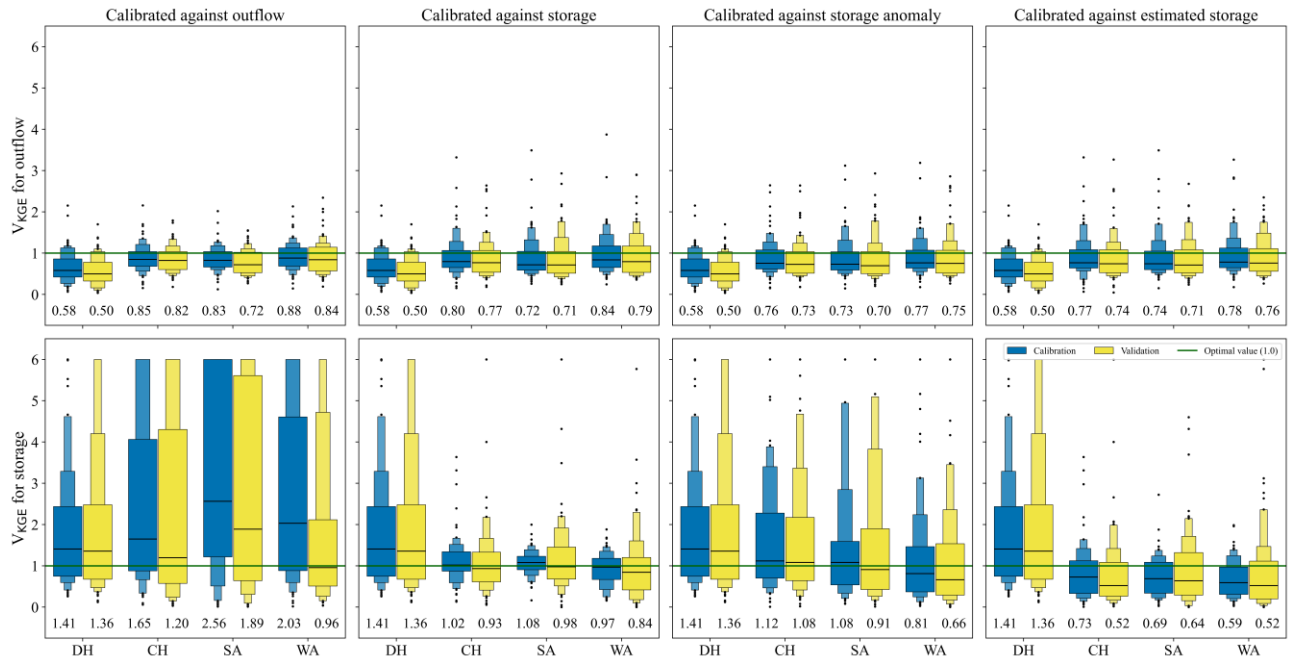 Calibrated against outflow Calibrated against storage Calibrated against storage anomaly Calibrated against estimated storage
6
5
4
3
2
1
0
V_KGE for outflow
0.58 0.50 0.85 0.82 0.83 0.72 0.88 0.84 0.58 0.50 0.80 0.77 0.72 0.71 0.84 0.79 0.58 0.50 0.76 0.73 0.73 0.70 0.77 0.75 0.58 0.50 0.77 0.74 0.74 0.71 0.78 0.76
Calibration Validation Optimal value (1.0)
6
5
4
3
2
1
0
V_KGE for storage
1.41 1.36 1.65 1.20 2.56 1.89 2.03 0.96 1.41 1.36 1.02 0.93 1.08 0.98 0.97 0.84 1.41 1.36 1.12 1.08 1.08 0.91 0.81 0.66 1.41 1.36 0.73 0.52 0.69 0.64 0.59 0.52
DH CH SA WA DH CH SA WA DH CH SA WA DH CH SA WA